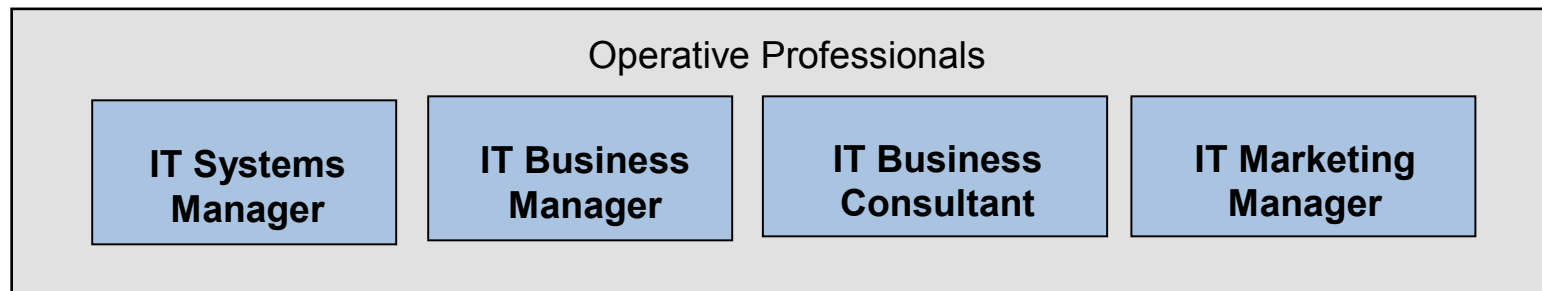 Operative Professionals
IT Systems
Manager
IT Business
Manager
IT Business
Consultant
IT Marketing
Manager